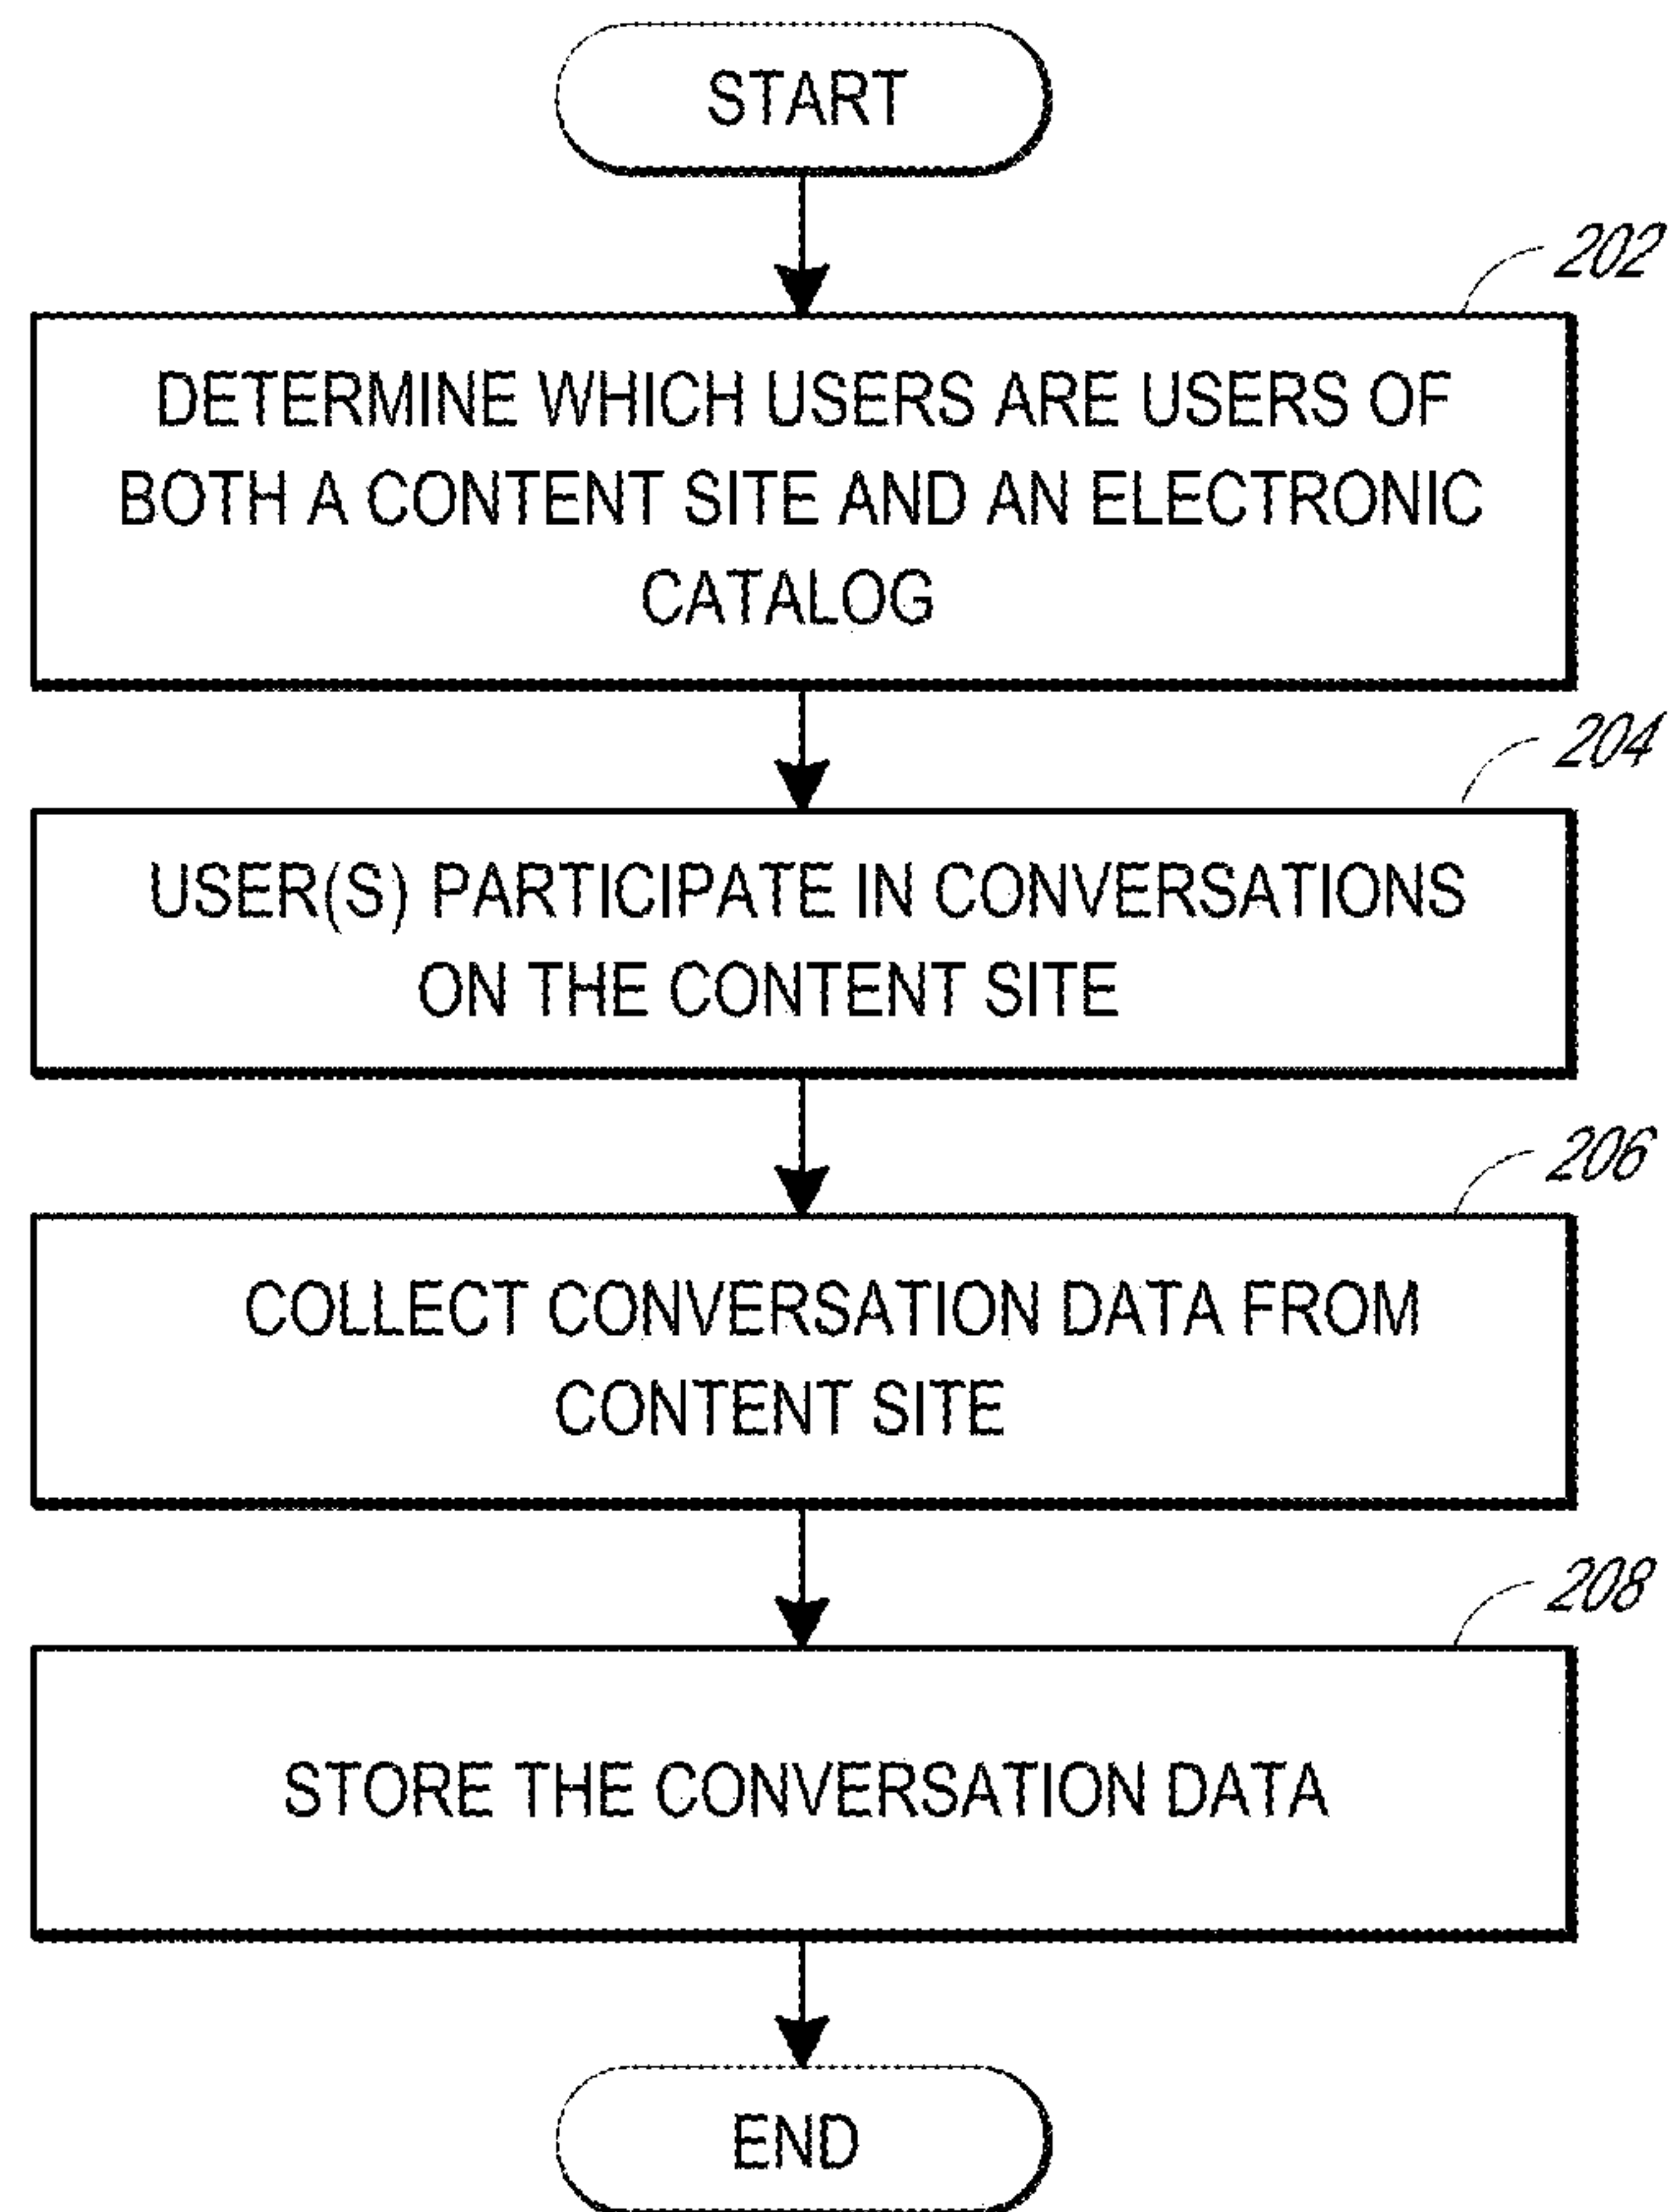 START
202
DETERMINE WHICH USERS ARE USERS OF
BOTH A CONTENT SITE AND AN ELECTRONIC
CATALOG
204
USER(S) PARTICIPATE IN CONVERSATIONS
ON THE CONTENT SITE
206
COLLECT CONVERSATION DATA FROM
CONTENT SITE
208
STORE THE CONVERSATION DATA
END